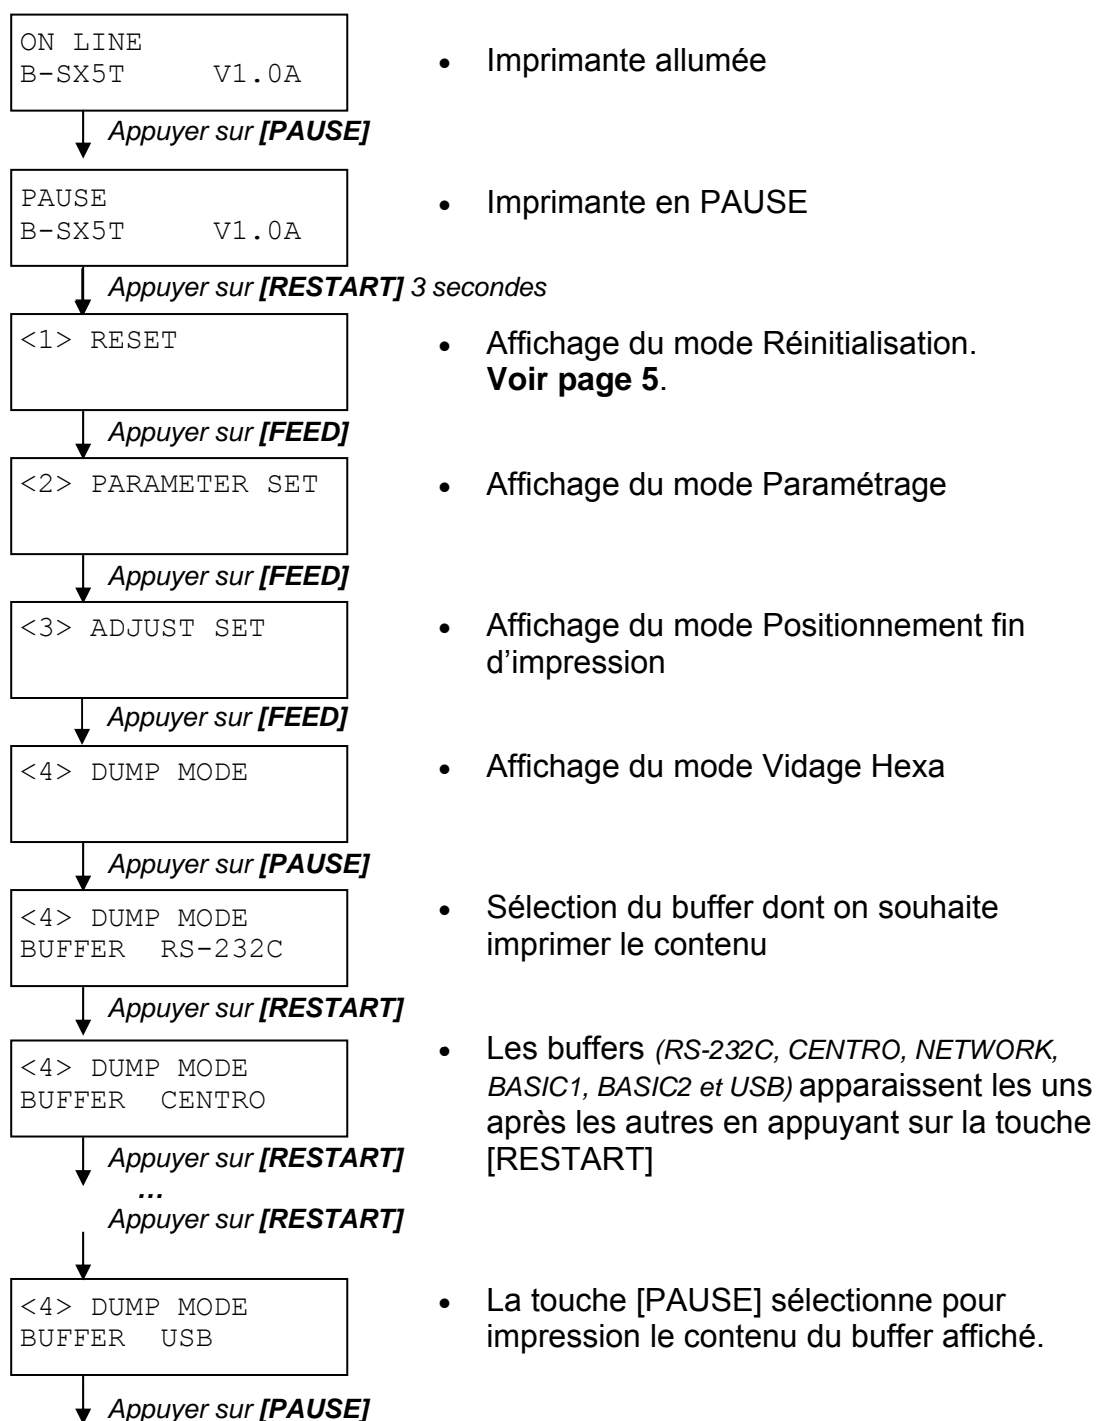 ON LINE
B-SX5T V1.0A
• Imprimante allumée
Appuyer sur [PAUSE]
PAUSE
B-SX5T V1.0A
• Imprimante en PAUSE
Appuyer sur [RESTART] 3 secondes
<1> RESET
• Affichage du mode Réinitialisation.
Voir page 5.
Appuyer sur [FEED]
<2> PARAMETER SET
• Affichage du mode Paramétrage
Appuyer sur [FEED]
<3> ADJUST SET
• Affichage du mode Positionnement fin
d’impression
Appuyer sur [FEED]
<4> DUMP MODE
• Affichage du mode Vidage Hexa
Appuyer sur [PAUSE]
<4> DUMP MODE
BUFFER RS-232C
• Sélection du buffer dont on souhaite
imprimer le contenu
Appuyer sur [RESTART]
<4> DUMP MODE
BUFFER CENTRO
• Les buffers (RS-232C, CENTRO, NETWORK,
BASIC1, BASIC2 et USB) apparaissent les uns
après les autres en appuyant sur la touche
[RESTART]
Appuyer sur [RESTART]
...
Appuyer sur [RESTART]
<4> DUMP MODE
BUFFER USB
• La touche [PAUSE] sélectionne pour
impression le contenu du buffer affiché.
Appuyer sur [PAUSE]